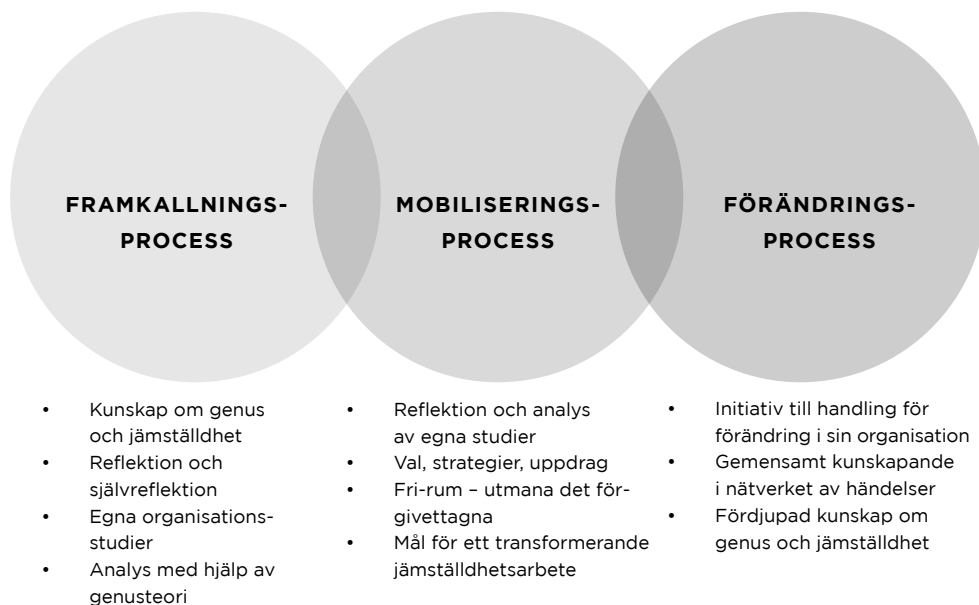 FRAMKALLNINGS-
PROCESS
MOBILISERINGS-
PROCESS
FÖRÄNDRINGS-
PROCESS
• Kunskap om genus
och jämställdhet
• Reflektion och
självreflektion
• Egna organisations-
studier
• Analys med hjälp av
genusteori
• Reflektion och analys
av egna studier
• Val, strategier, uppdrag
• Fri-rum – utmana det för-
givettagna
• Mål för ett transformerande
jämställdhetsarbete
• Initiativ till handling för
förändring i sin organisation
• Gemensamt kunskapande
i nätverket av händelser
• Fördjupad kunskap om
genus och jämställdhet